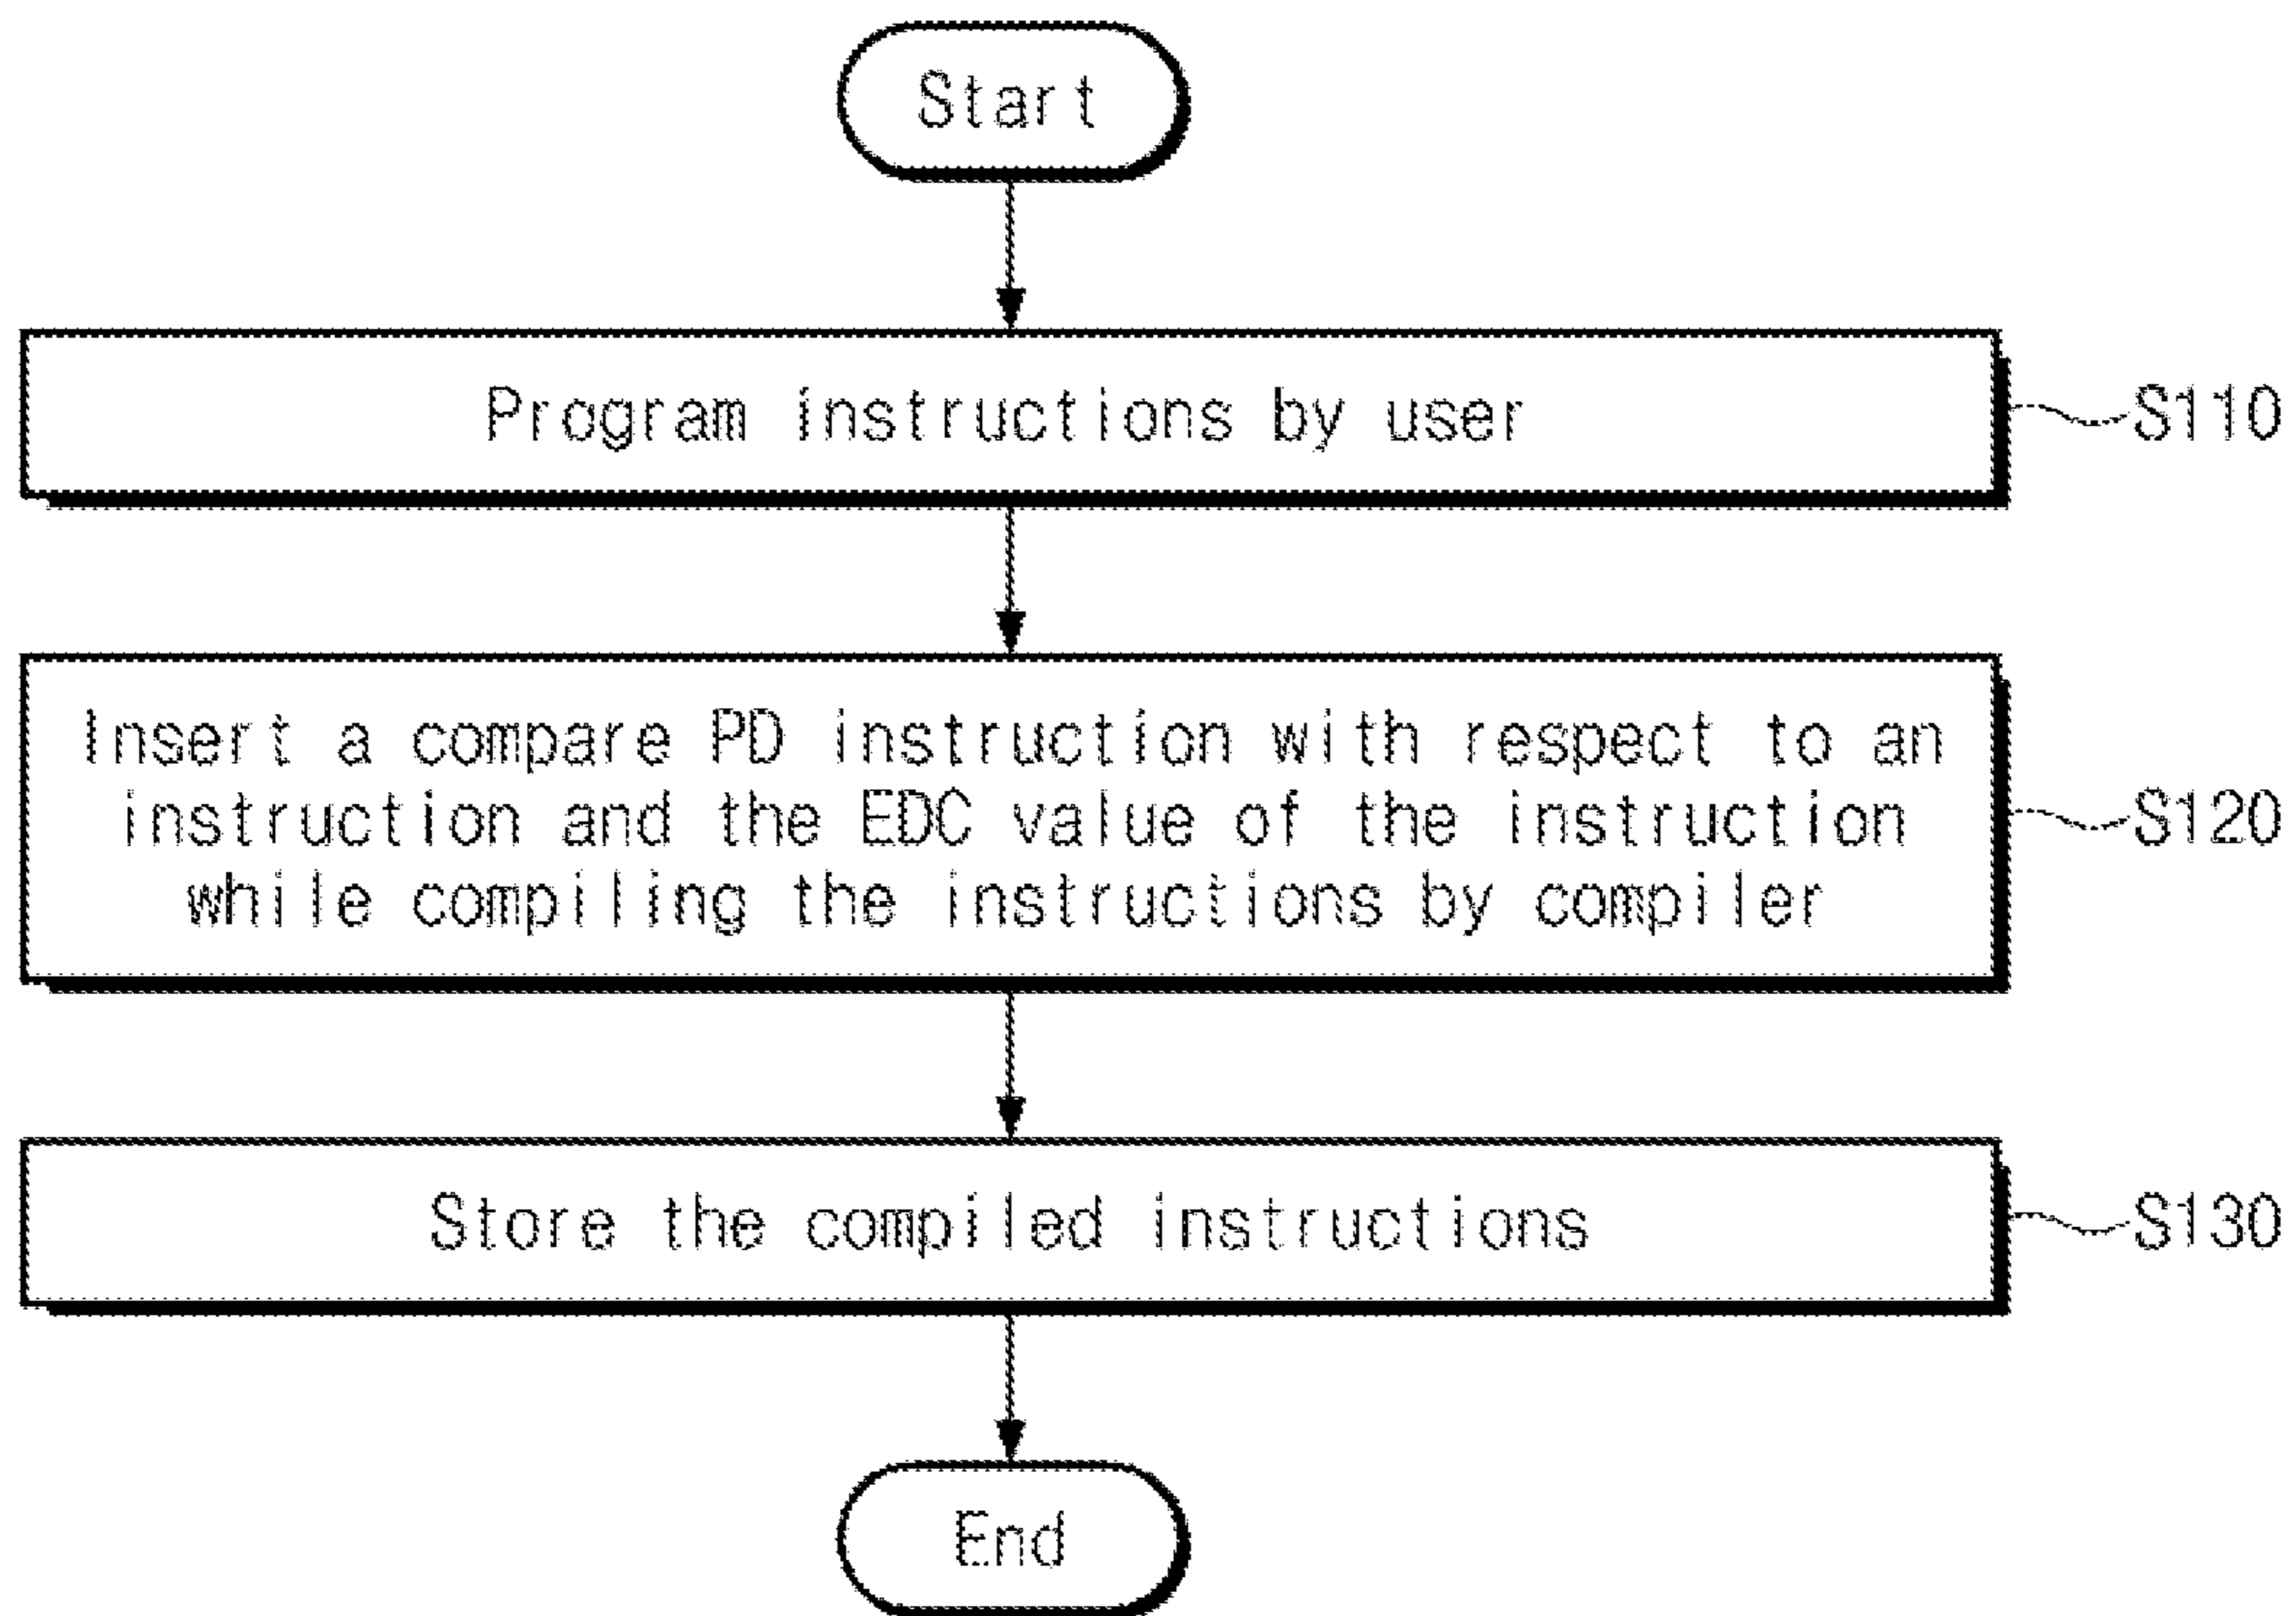 Start
Program instructions by user
S110
Insert a compare PD instruction with respect to an
instruction and the EDC value of the instruction
while compiling the instructions by compiler
S120
Store the compiled instructions
S130
End